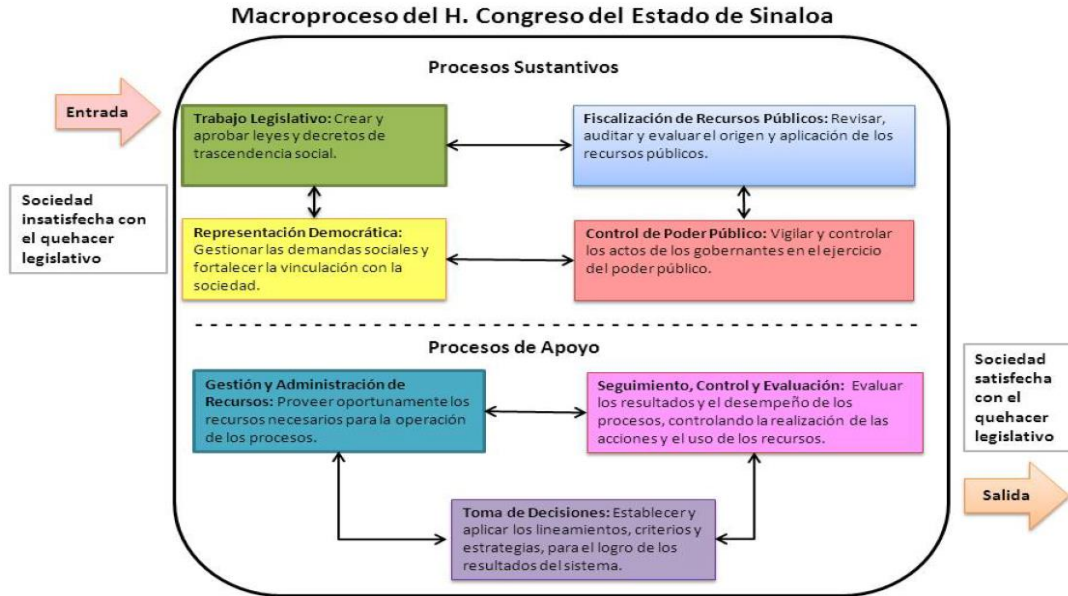 Macroproceso del H. Congreso del Estado de Sinaloa
Procesos Sustantivos
Entrada
Trabajo Legislativo: Crear y
aprobar leyes y decretos de
trascendencia social.
Fiscalización de Recursos Públicos: Revisar,
auditar y evaluar el origen y aplicación de los
recursos públicos.
Sociedad
insatisfecha con
el quehacer
legislativo
Representación Democrática:
Gestionar las demandas sociales y
fortalecer la vinculación con la
sociedad.
Control de Poder Público: Vigilar y controlar
los actos de los gobernantes en el ejercicio
del poder público.
Procesos de Apoyo
Gestión y Administración de
Recursos: Proveer oportunamente los
recursos necesarios para la operación
de los procesos.
Seguimiento, Control y Evaluación: Evaluar
los resultados y el desempeño de los
procesos, controlando la realización de las
acciones y el uso de los recursos.
Sociedad
satisfecha
con el
quehacer
legislativo
Toma de Decisiones: Establecer y
aplicar los lineamientos, criterios y
estrategias, para el logro de los
resultados del sistema.
Salida